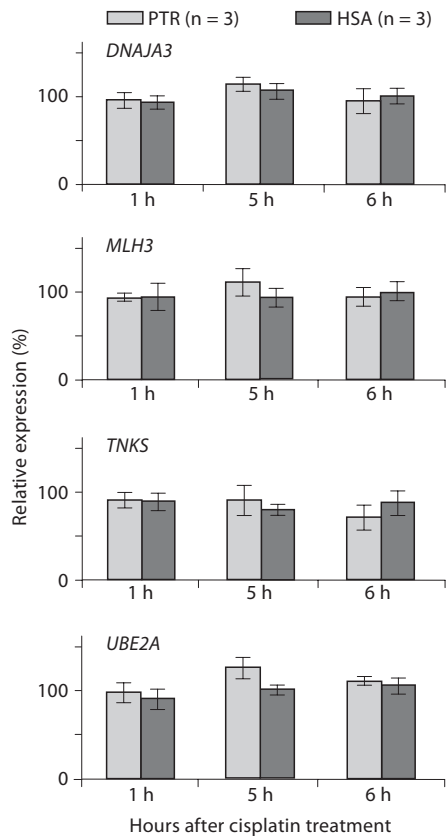 PTR (n = 3) HSA (n = 3)
DNAJA3
100
0
1 h 5 h 6 h
MLH3
100
0
1 h 5 h 6 h
Relative expression (%)
TNKS
100
0
1 h 5 h 6 h
UBE2A
100
0
1 h 5 h 6 h
Hours after cisplatin treatment